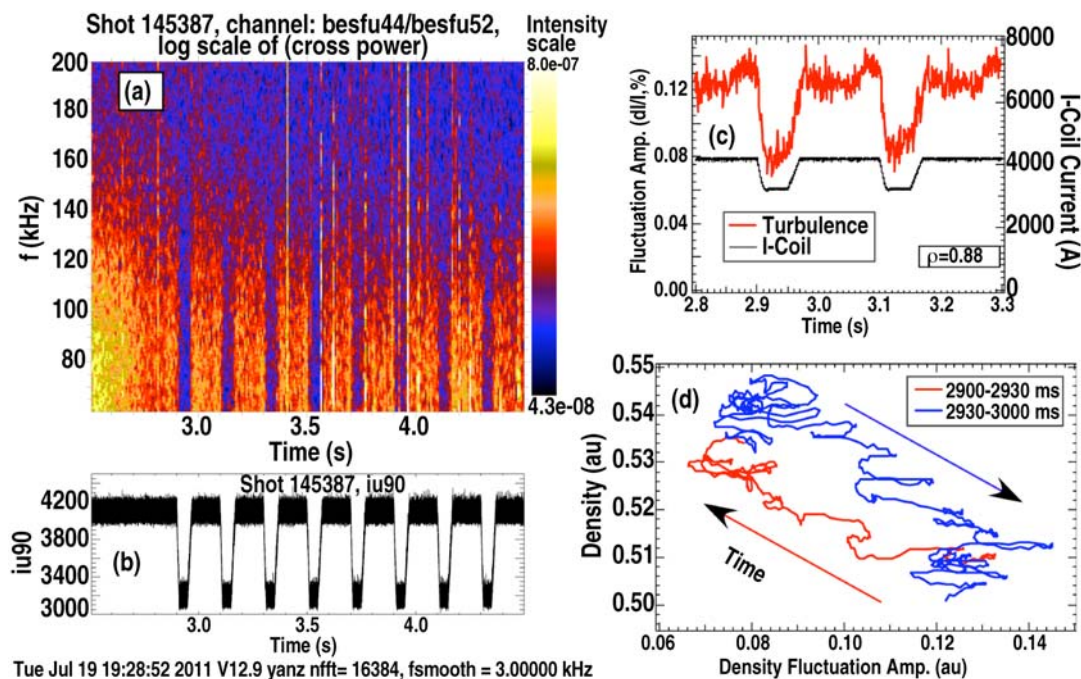 Shot 145387, channel: besfu44/besfu52,
log scale of (cross power)
Intensity
scale
8.0e-07
4.3e-08
(a)
200
180
160
140
120
100
80
f (kHz)
3.0
3.5
4.0
Time (s)
Shot 145387, iu90
(b)
4200
3800
3400
3000
iu90
3.0
3.5
4.0
Time (s)
Tue Jul 19 19:28:52 2011 V12.9 yanz nfft= 16384, fsmooth = 3.00000 kHz
(c)
0.12
0.08
0.04
0.00
Fluctuation Amp. (dI/I,%)
8000
6000
4000
2000
0
I-Coil Current
(A)
Turbulence
I-Coil
ρ=0.88
2.8
2.9
3.0
3.1
3.2
3.3
Time (s)
(d)
2900-2930 ms
2930-3000 ms
0.55
0.54
0.53
0.52
0.51
0.50
Density (au)
Time
0.06
0.08
0.10
0.12
0.14
Density Fluctuation Amp. (au)